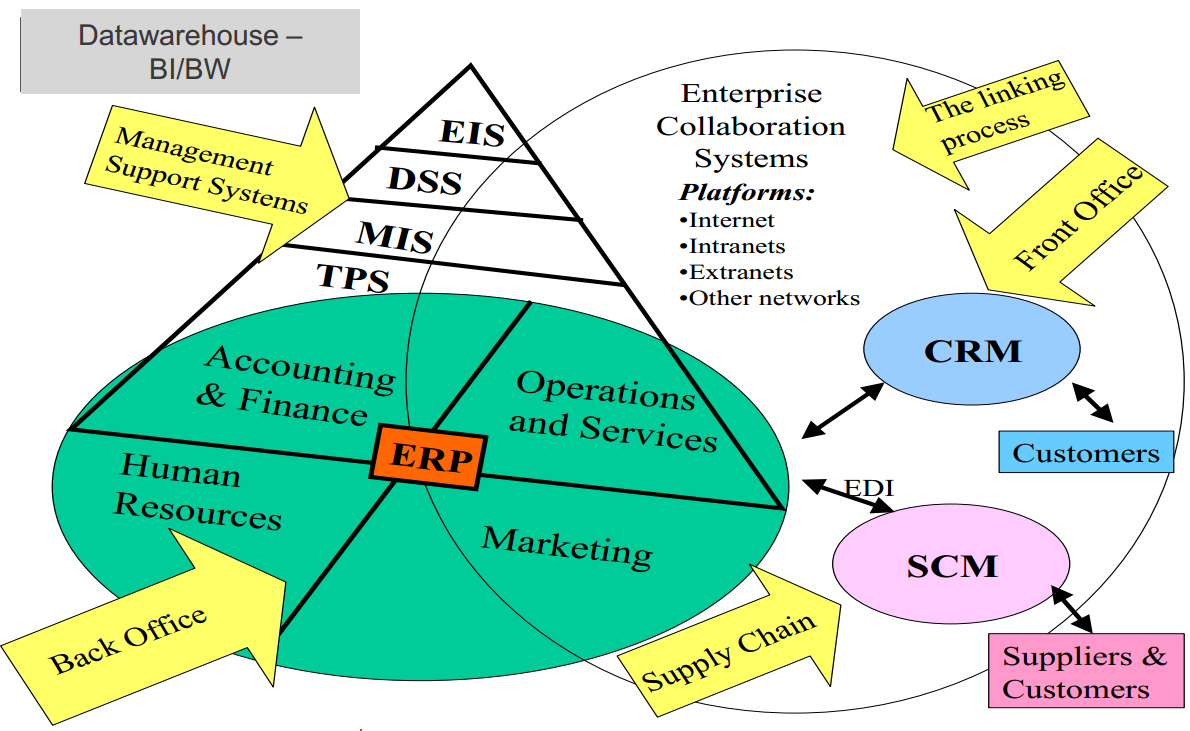 Datawarehouse –
BI/BW
Management
Support Systems
EIS
DSS
MIS
TPS
Enterprise
Collaboration
Systems
Platforms:
•Internet
•Intranets
•Extranets
•Other networks
The linking
process
Front Office
CRM
Customers
Accounting
& Finance
Operations
and Services
ERP
Human
Resources
Marketing
EDI
SCM
Back Office
Supply Chain
Suppliers &
Customers